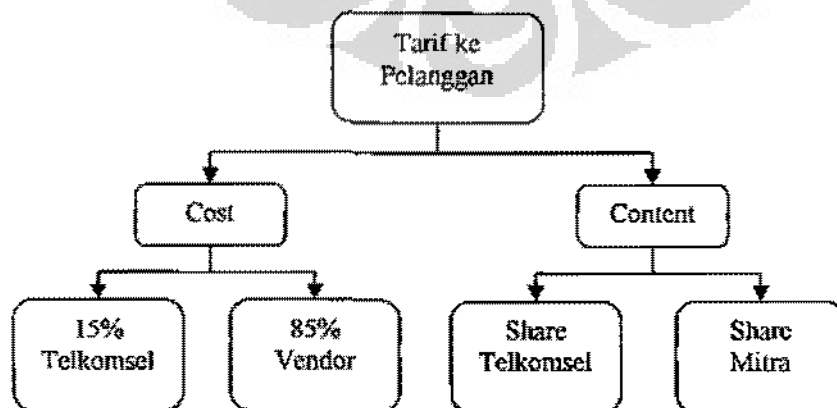 Tarif ke
Pelanggan
Cost
Content
15%
Telkomsel
85%
Vendor
Share
Telkomsel
Share
Mitra